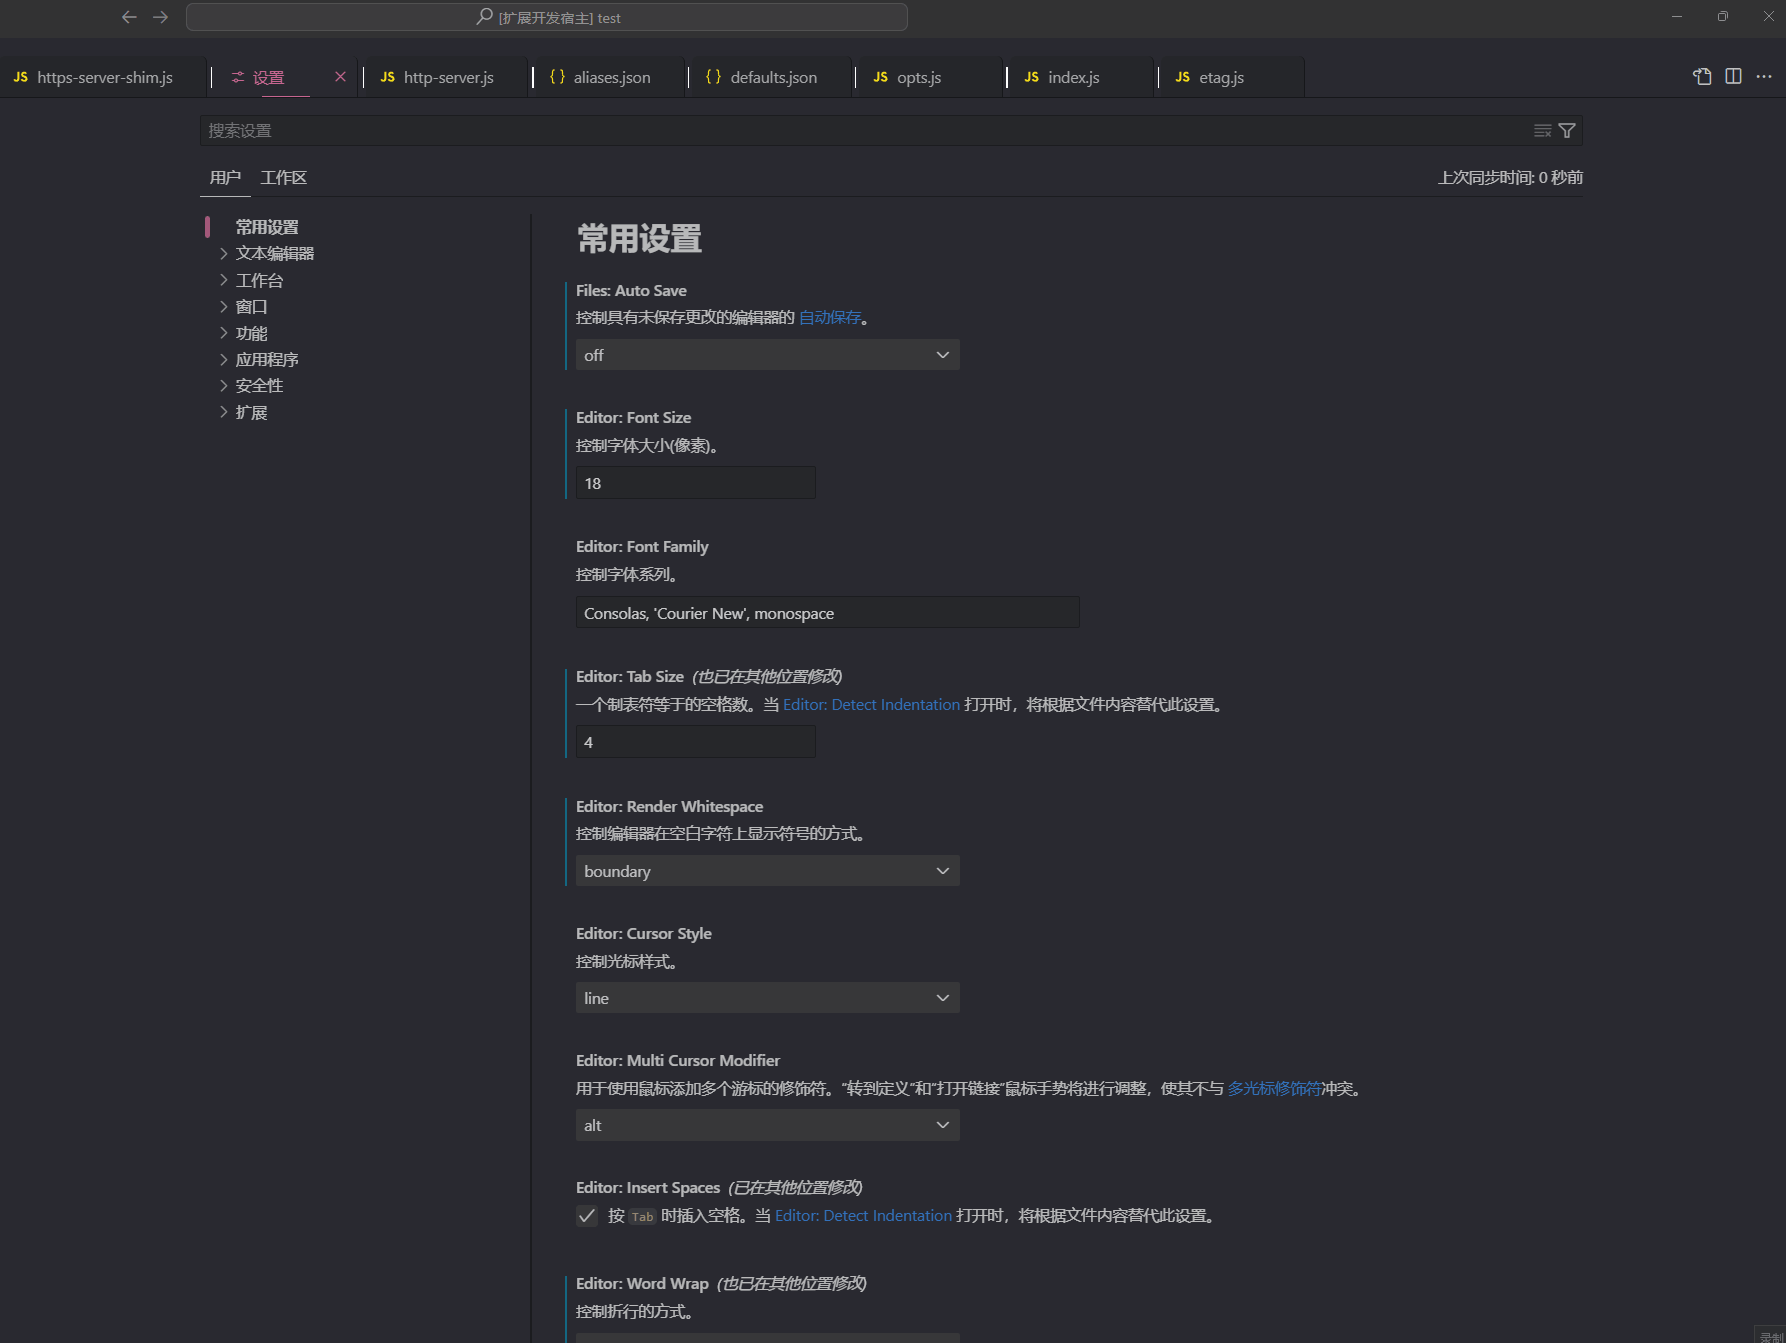 [扩展开发宿主] test
JS https-server-shim.js 设置 JS http-server.js {} aliases.json {} defaults.json JS opts.js JS index.js JS etag.js
搜索设置
用户 工作区 上次同步时间: 0 秒前
常用设置
文本编辑器
工作台
窗口
功能
应用程序
安全性
扩展
常用设置
Files: Auto Save
控制具有未保存更改的编辑器的 自动保存。
off
Editor: Font Size
控制字体大小(像素)。
18
Editor: Font Family
控制字体系列。
Consolas, 'Courier New', monospace
Editor: Tab Size (也已在其他位置修改)
一个制表符等于的空格数。当 Editor: Detect Indentation 打开时，将根据文件内容替代此设置。
4
Editor: Render Whitespace
控制编辑器在空白字符上显示符号的方式。
boundary
Editor: Cursor Style
控制光标样式。
line
Editor: Multi Cursor Modifier
用于使用鼠标添加多个游标的修饰符。“转到定义”和“打开链接”鼠标手势将进行调整，使其不与 多光标修饰符冲突。
alt
Editor: Insert Spaces (已在其他位置修改)
按 Tab 时插入空格。当 Editor: Detect Indentation 打开时，将根据文件内容替代此设置。
Editor: Word Wrap (也已在其他位置修改)
控制折行的方式。
录制